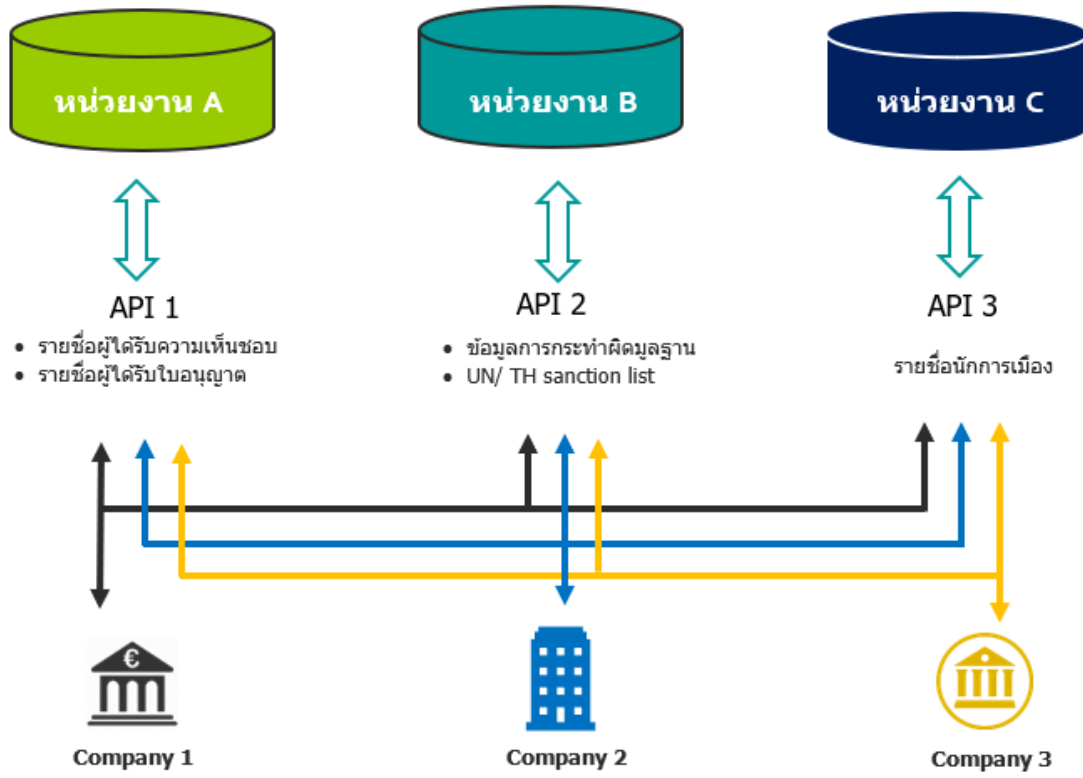 หน่วยงาน A
หน่วยงาน B
หน่วยงาน C
API 1
• รายชื่อผู้ได้รับความเห็นชอบ
• รายชื่อผู้ได้รับใบอนุญาต
API 2
• ข้อมูลการกระทำผิดมูลฐาน
• UN/ TH sanction list
API 3
รายชื่อนักการเมือง
€
Company 1
Company 2
Company 3